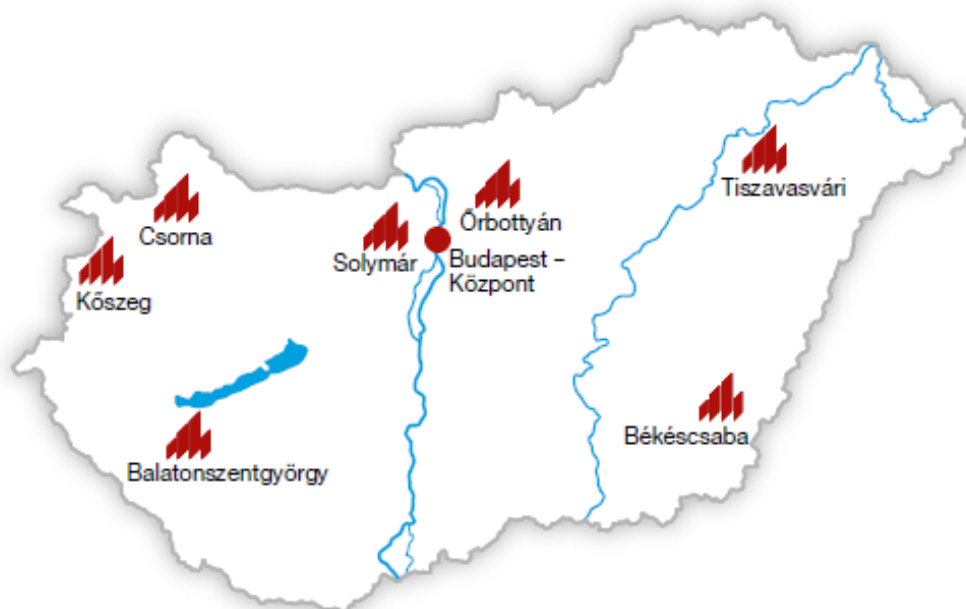 Tiszavasvári
Őrbottyán
Csorna
Solymár
Budapest –
Központ
Kőszeg
Békéscsaba
Balatonszentgyörgy